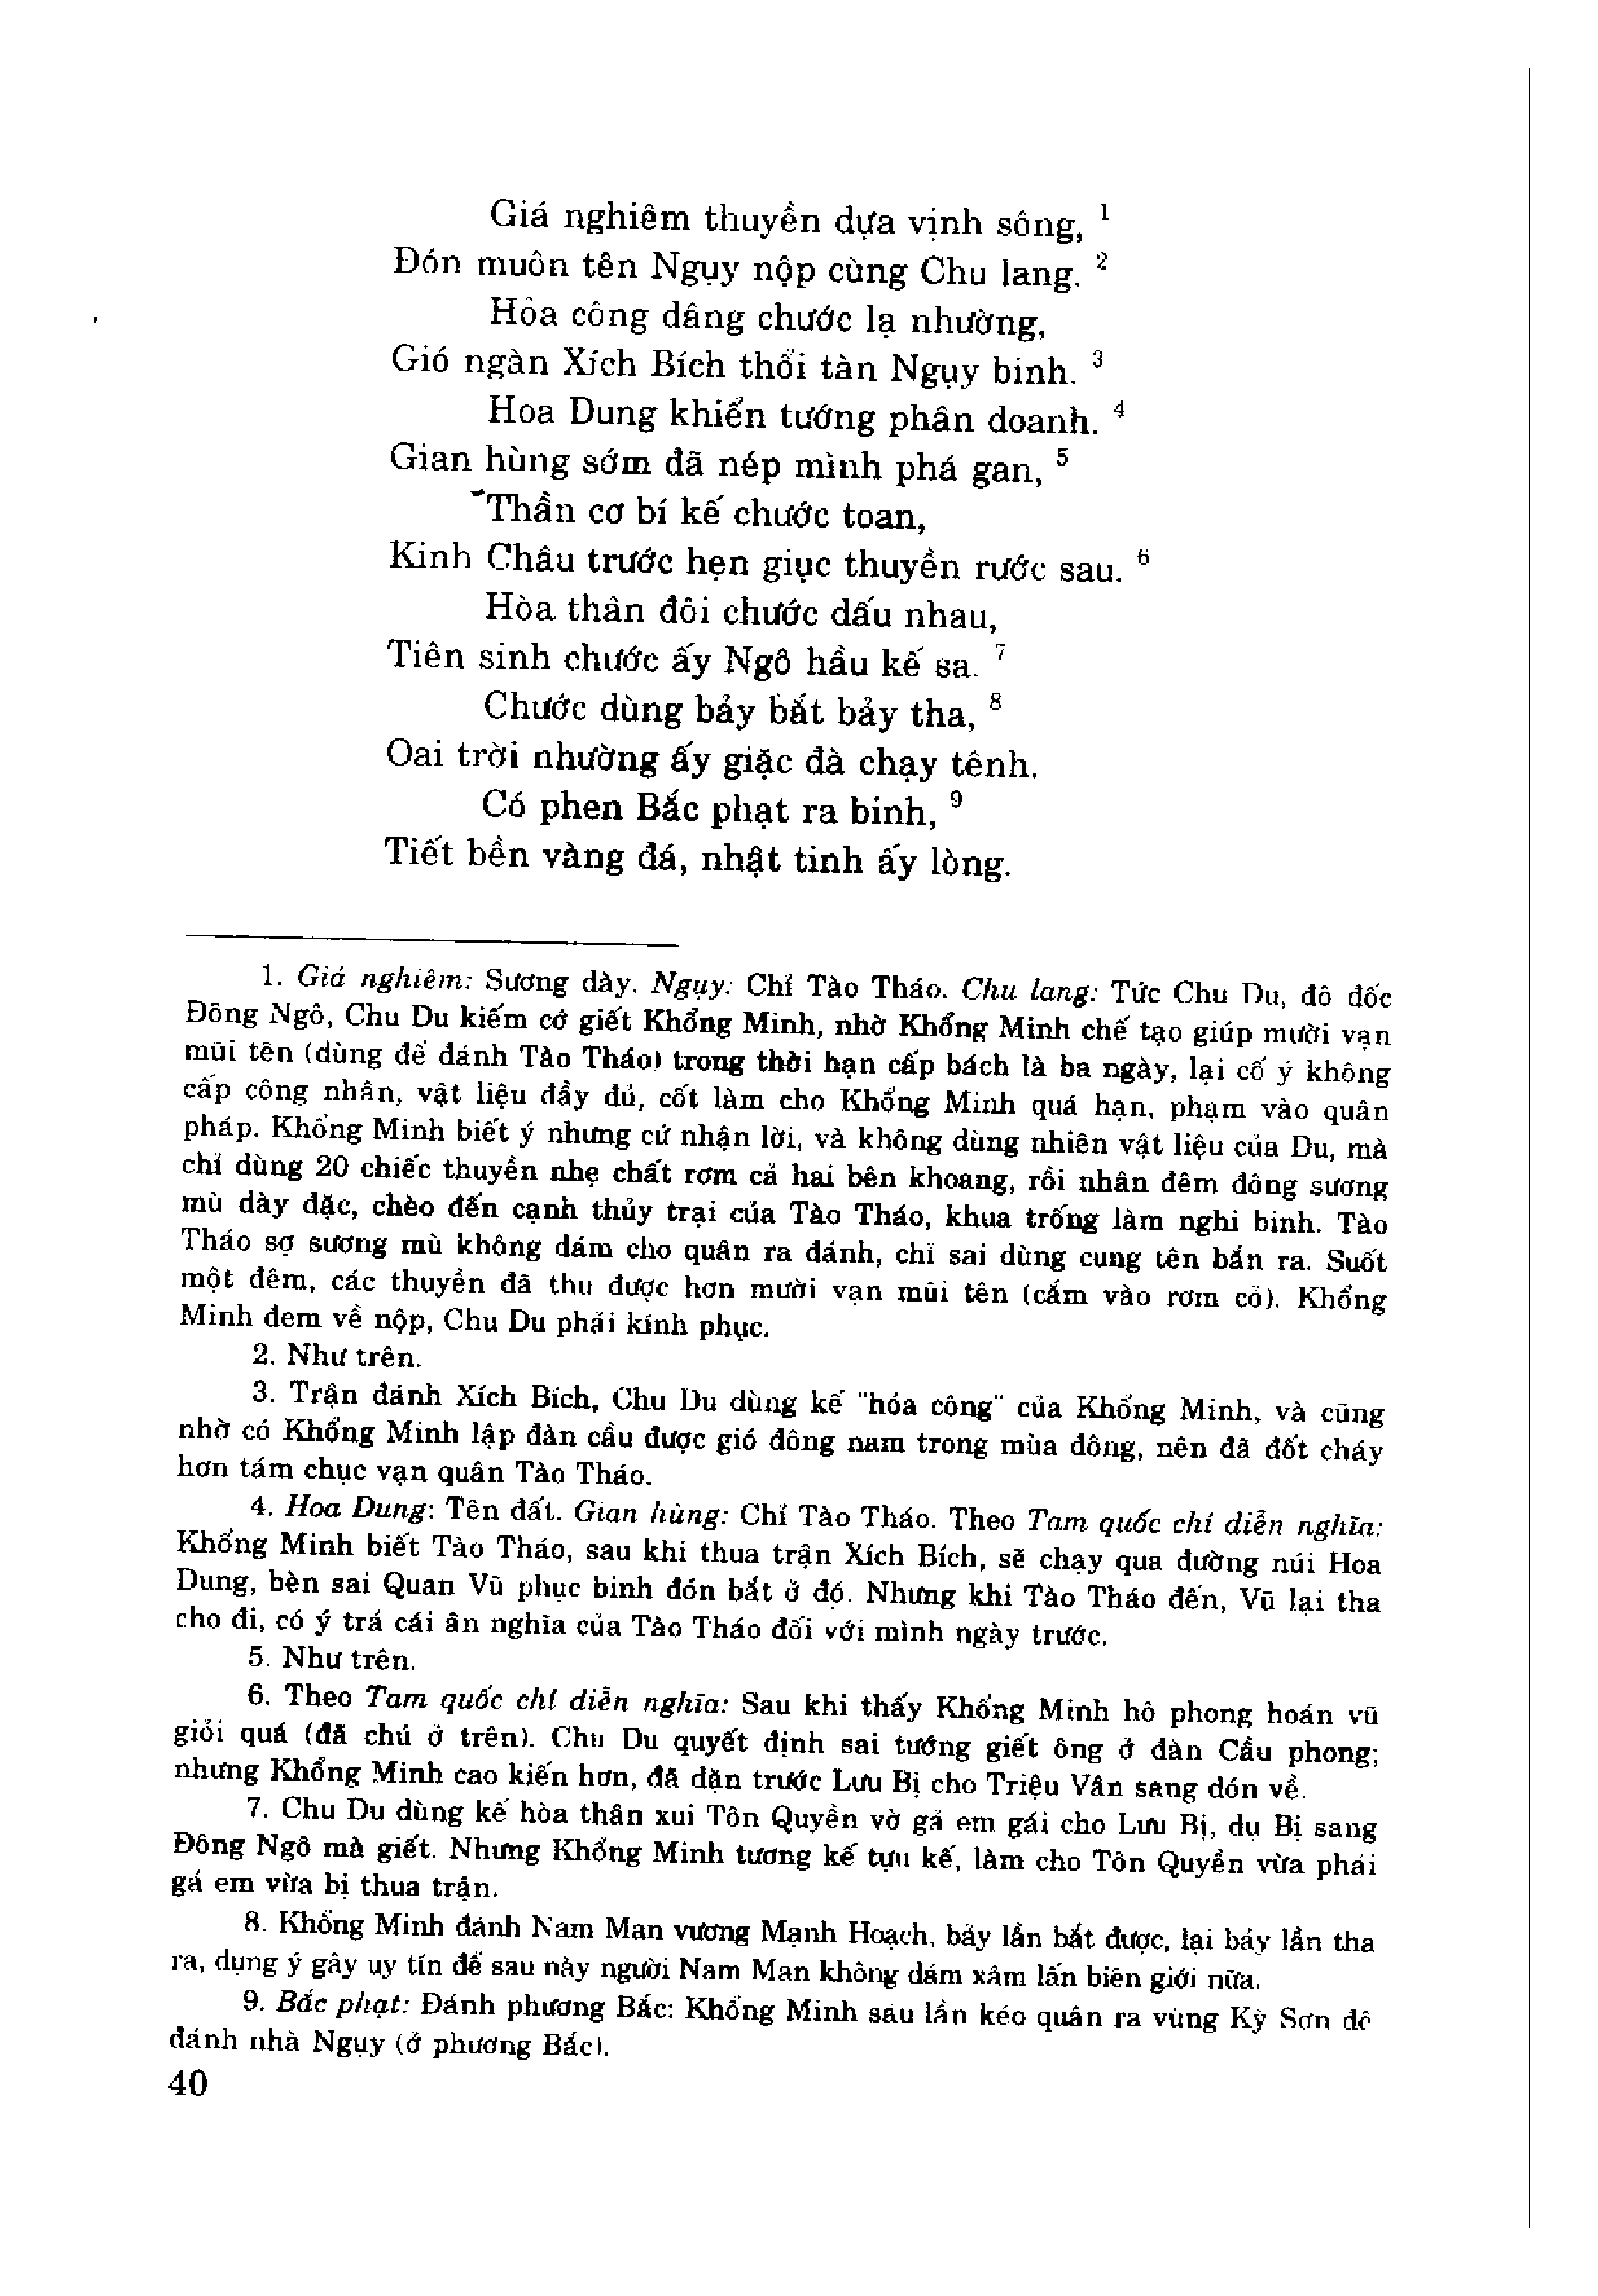 Giá nghiêm thuyền dựa vịnh sông, 1
Đón muôn tên Ngụy nộp cùng Chu lang. 2
Hỏa công dâng chước lạ nhường,
Gió ngàn Xích Bích thổi tàn Ngụy binh. 3
Hoa Dung khiển tướng phân doanh. 4
Gian hùng sớm đã nép mình phá gan, 5
Thần cơ bí kế chước toan,
Kinh Châu trước hẹn giục thuyền rước sau. 6
Hòa thân đôi chước dấu nhau,
Tiên sinh chước ấy Ngô hầu kế sa. 7
Chước dùng bảy bắt bảy tha, 8
Oai trời nhường ấy giặc đà chạy tênh.
Có phen Bắc phạt ra binh, 9
Tiết bền vàng đá, nhật tinh ấy lòng.
1. Giá nghiêm: Sương dày. Ngụy: Chỉ Tào Tháo. Chu lang: Tức Chu Du, đô đốc
Đông Ngô, Chu Du kiếm cớ giết Khổng Minh, nhờ Khổng Minh chế tạo giúp mười vạn
mũi tên (dùng để đánh Tào Tháo) trong thời hạn cấp bách là ba ngày, lại cố ý không
cấp công nhân, vật liệu đầy đủ, cốt làm cho Khổng Minh quá hạn, phạm vào quân
pháp. Khổng Minh biết ý nhưng cứ nhận lời, và không dùng nhiên vật liệu của Du, mà
chỉ dùng 20 chiếc thuyền nhẹ chất rơm cả hai bên khoang, rồi nhân đêm đông sương
mù dày đặc, chèo đến cạnh thủy trại của Tào Tháo, khua trống làm nghi binh. Tào
Tháo sợ sương mù không dám cho quân ra đánh, chỉ sai dùng cung tên bắn ra. Suốt
một đêm, các thuyền đã thu được hơn mười vạn mũi tên (cắm vào rơm cỏ). Khổng
Minh đem về nộp, Chu Du phải kính phục.
2. Như trên.
3. Trận đánh Xích Bích, Chu Du dùng kế "hỏa công" của Khổng Minh, và cũng
nhờ có Khổng Minh lập đàn cầu được gió đông nam trong mùa đông, nên đã đốt cháy
hơn tám chục vạn quân Tào Tháo.
4. Hoa Dung: Tên đất. Gian hùng: Chỉ Tào Tháo. Theo Tam quốc chí diễn nghĩa:
Khổng Minh biết Tào Tháo, sau khi thua trận Xích Bích, sẽ chạy qua đường núi Hoa
Dung, bèn sai Quan Vũ phục binh đón bắt ở đó. Nhưng khi Tào Tháo đến, Vũ lại tha
cho đi, có ý trả cái ân nghĩa của Tào Tháo đối với mình ngày trước.
5. Như trên.
6. Theo Tam quốc chí diễn nghĩa: Sau khi thấy Khổng Minh hô phong hoán vũ
giỏi quá (đã chú ở trên). Chu Du quyết định sai tướng giết ông ở đàn Cầu phong;
nhưng Khổng Minh cao kiến hơn, đã dặn trước Lưu Bị cho Triệu Vân sang đón về.
7. Chu Du dùng kế hòa thân xui Tôn Quyền vờ gả em gái cho Lưu Bị, dụ Bị sang
Đông Ngô mà giết. Nhưng Khổng Minh tương kế tựu kế, làm cho Tôn Quyền vừa phải
gả em vừa bị thua trận.
8. Khổng Minh đánh Nam Man vương Mạnh Hoạch, bảy lần bắt được, lại bảy lần tha
ra, dụng ý gây uy tín để sau này người Nam Man không dám xâm lấn biên giới nữa.
9. Bắc phạt: Đánh phương Bắc: Khổng Minh sáu lần kéo quân ra vùng Kỳ Sơn để
đánh nhà Ngụy (ở phương Bắc).
40